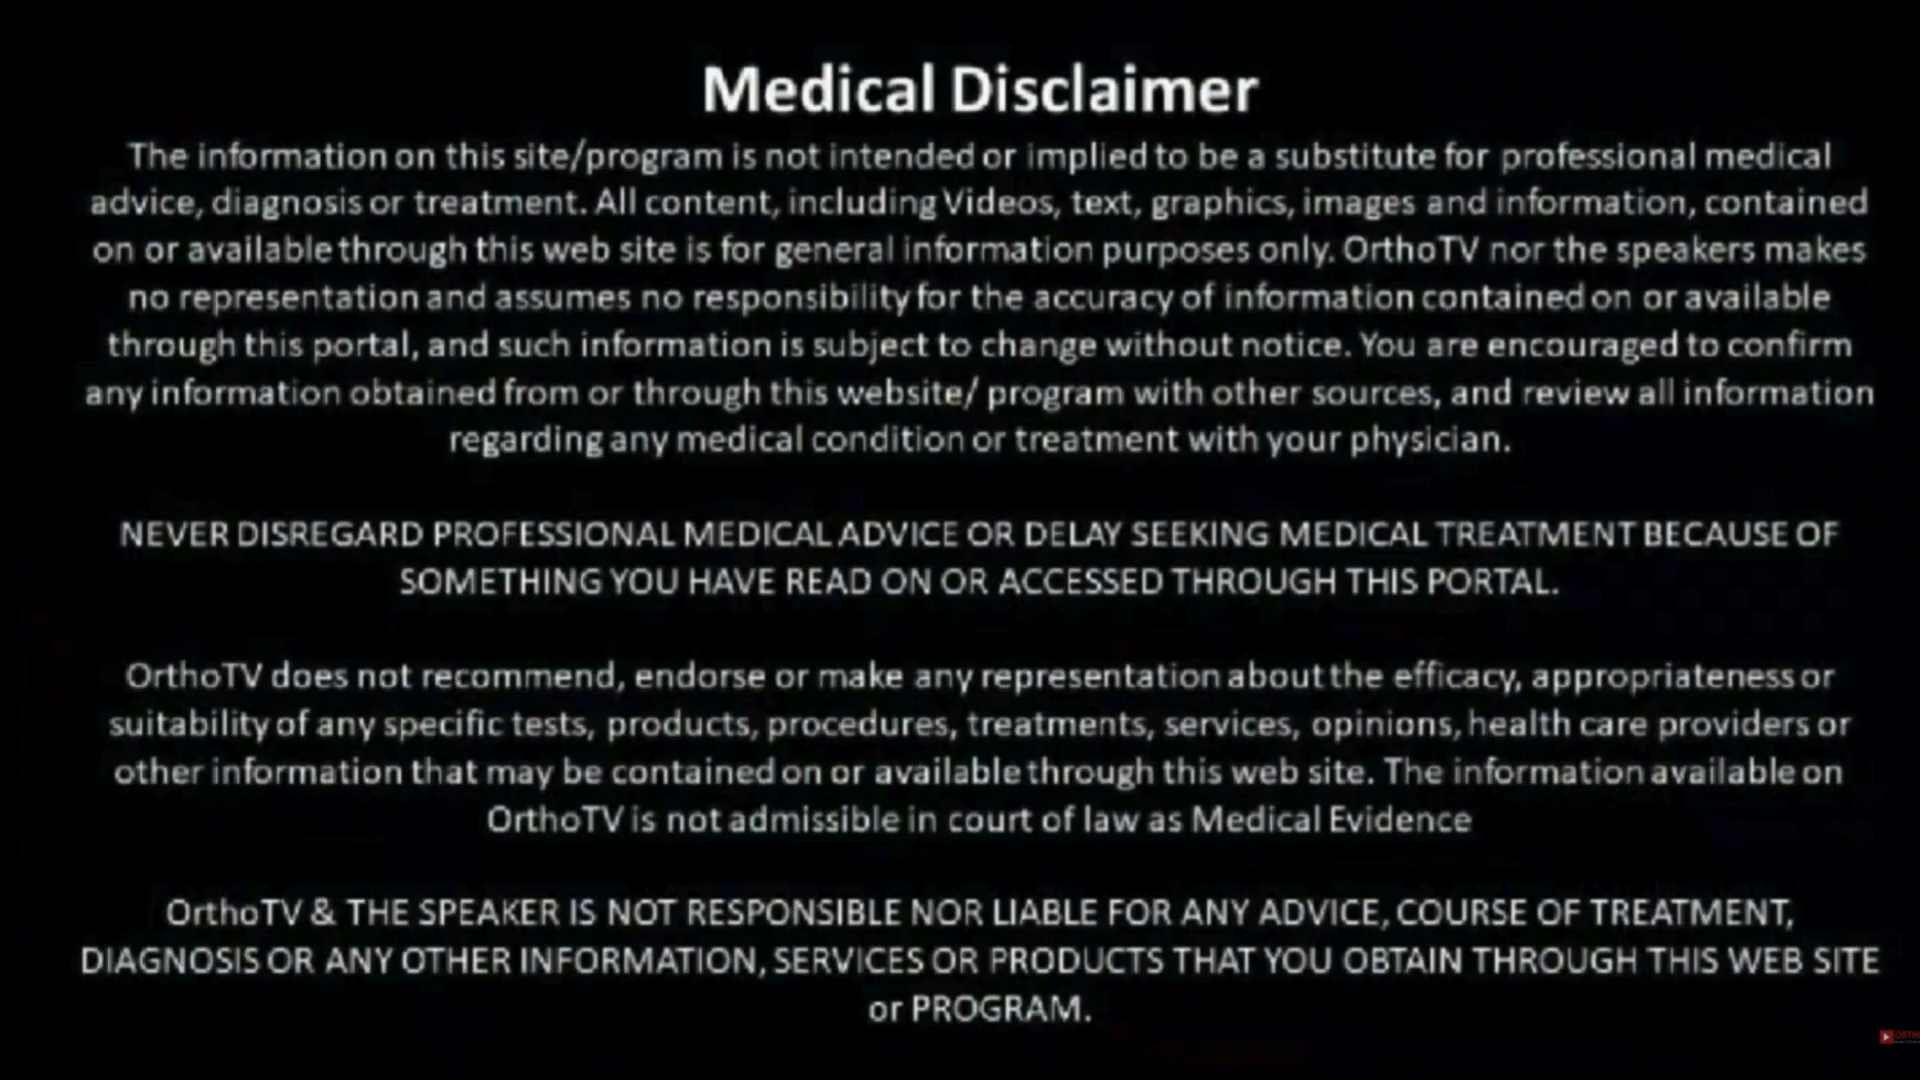 Medical Disclaimer
The information on this site/program is not intended or implied to be a substitute for professional medical
advice, diagnosis or treatment. All content, including Videos, text, graphics, images and information, contained
on or available through this web site is for general information purposes only. OrthoTV nor the speakers makes
no representation and assumes no responsibility for the accuracy of information contained on or available
through this portal, and such information is subject to change without notice. You are encouraged to confirm
any information obtained from or through this website/ program with other sources, and review all information
regarding any medical condition or treatment with your physician.
NEVER DISREGARD PROFESSIONAL MEDICAL ADVICE OR DELAY SEEKING MEDICAL TREATMENT BECAUSE OF
SOMETHING YOU HAVE READ ON OR ACCESSED THROUGH THIS PORTAL.
OrthoTV does not recommend, endorse or make any representation about the efficacy, appropriateness or
suitability of any specific tests, products, procedures, treatments, services, opinions, health care providers or
other information that may be contained on or available through this web site. The information available on
OrthoTV is not admissible in court of law as Medical Evidence
OrthoTV & THE SPEAKER IS NOT RESPONSIBLE NOR LIABLE FOR ANY ADVICE, COURSE OF TREATMENT,
DIAGNOSIS OR ANY OTHER INFORMATION, SERVICES OR PRODUCTS THAT YOU OBTAIN THROUGH THIS WEB SITE
or PROGRAM.